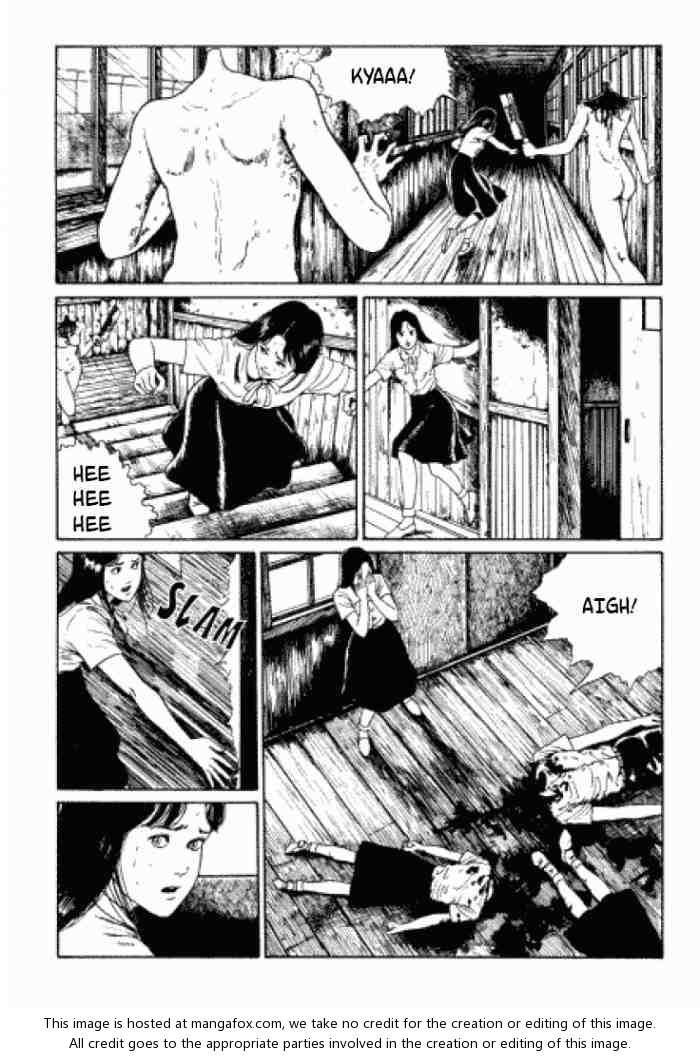 KYAAA!
HEE
HEE
HEE
SLAM
AIGH!
This image is hosted at mangafox.com, we take no credit for the creation or editing of this image.
All credit goes to the appropriate parties involved in the creation or editing of this image.